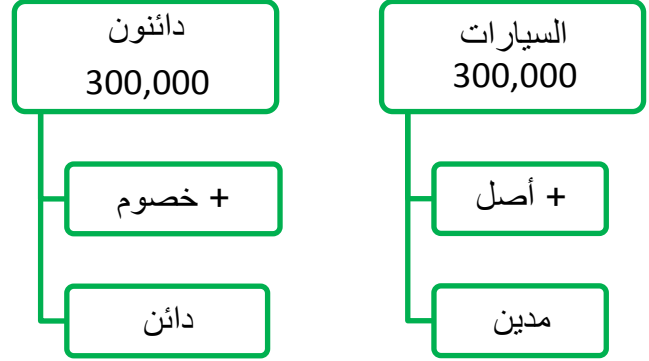 السيارات
300,000
+ أصل
مدين
دائنون
300,000
+ خصوم
دائن